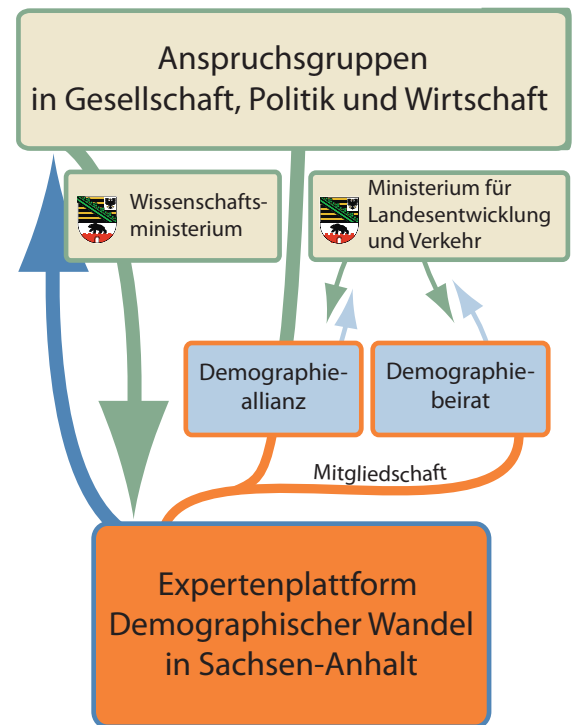 Anspruchsgruppen
in Gesellschaft, Politik und Wirtschaft
Wissenschafts-
ministerium
Ministerium für
Landesentwicklung
und Verkehr
Demographie-
allianz
Demographie-
beirat
Mitgliedschaft
Expertenplattform
Demographischer Wandel
in Sachsen-Anhalt